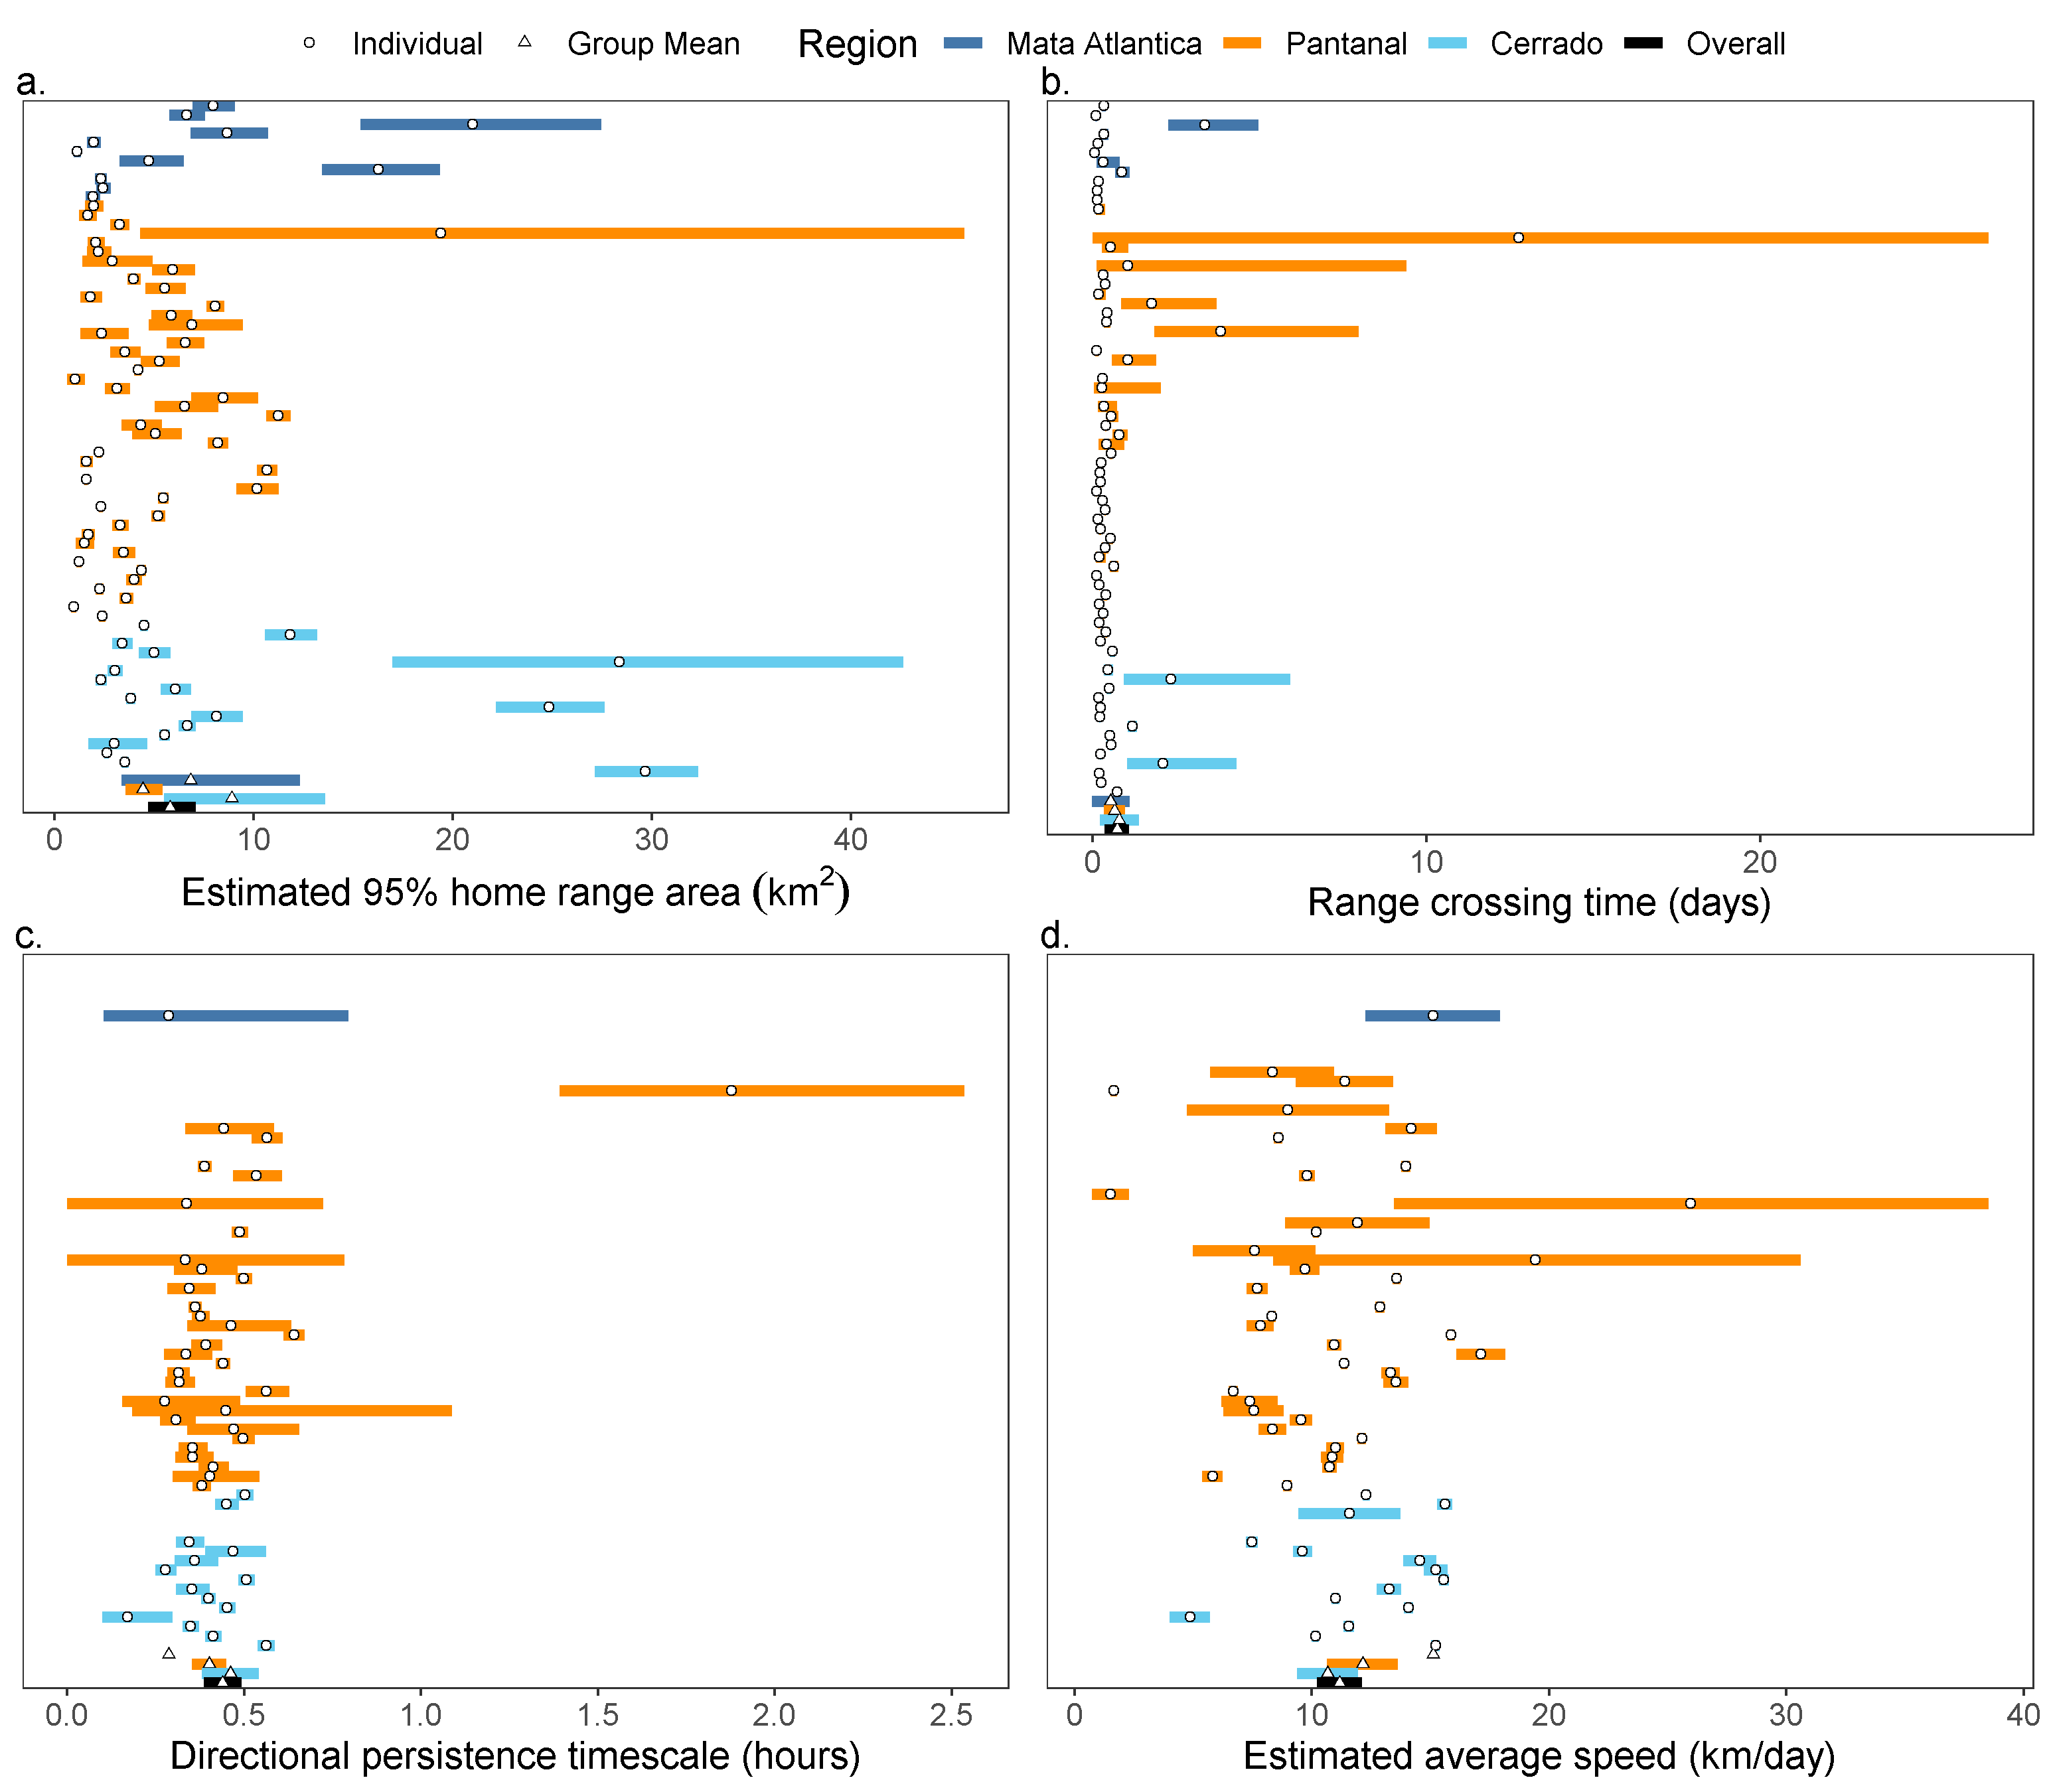 Individual Group Mean Region Mata Atlantica Pantanal Cerrado Overall
a.
0 10 20 30 40
Estimated 95% home range area (km²)
b.
0 10 20
Range crossing time (days)
c.
0.0 0.5 1.0 1.5 2.0 2.5
Directional persistence timescale (hours)
d.
0 10 20 30 40
Estimated average speed (km/day)